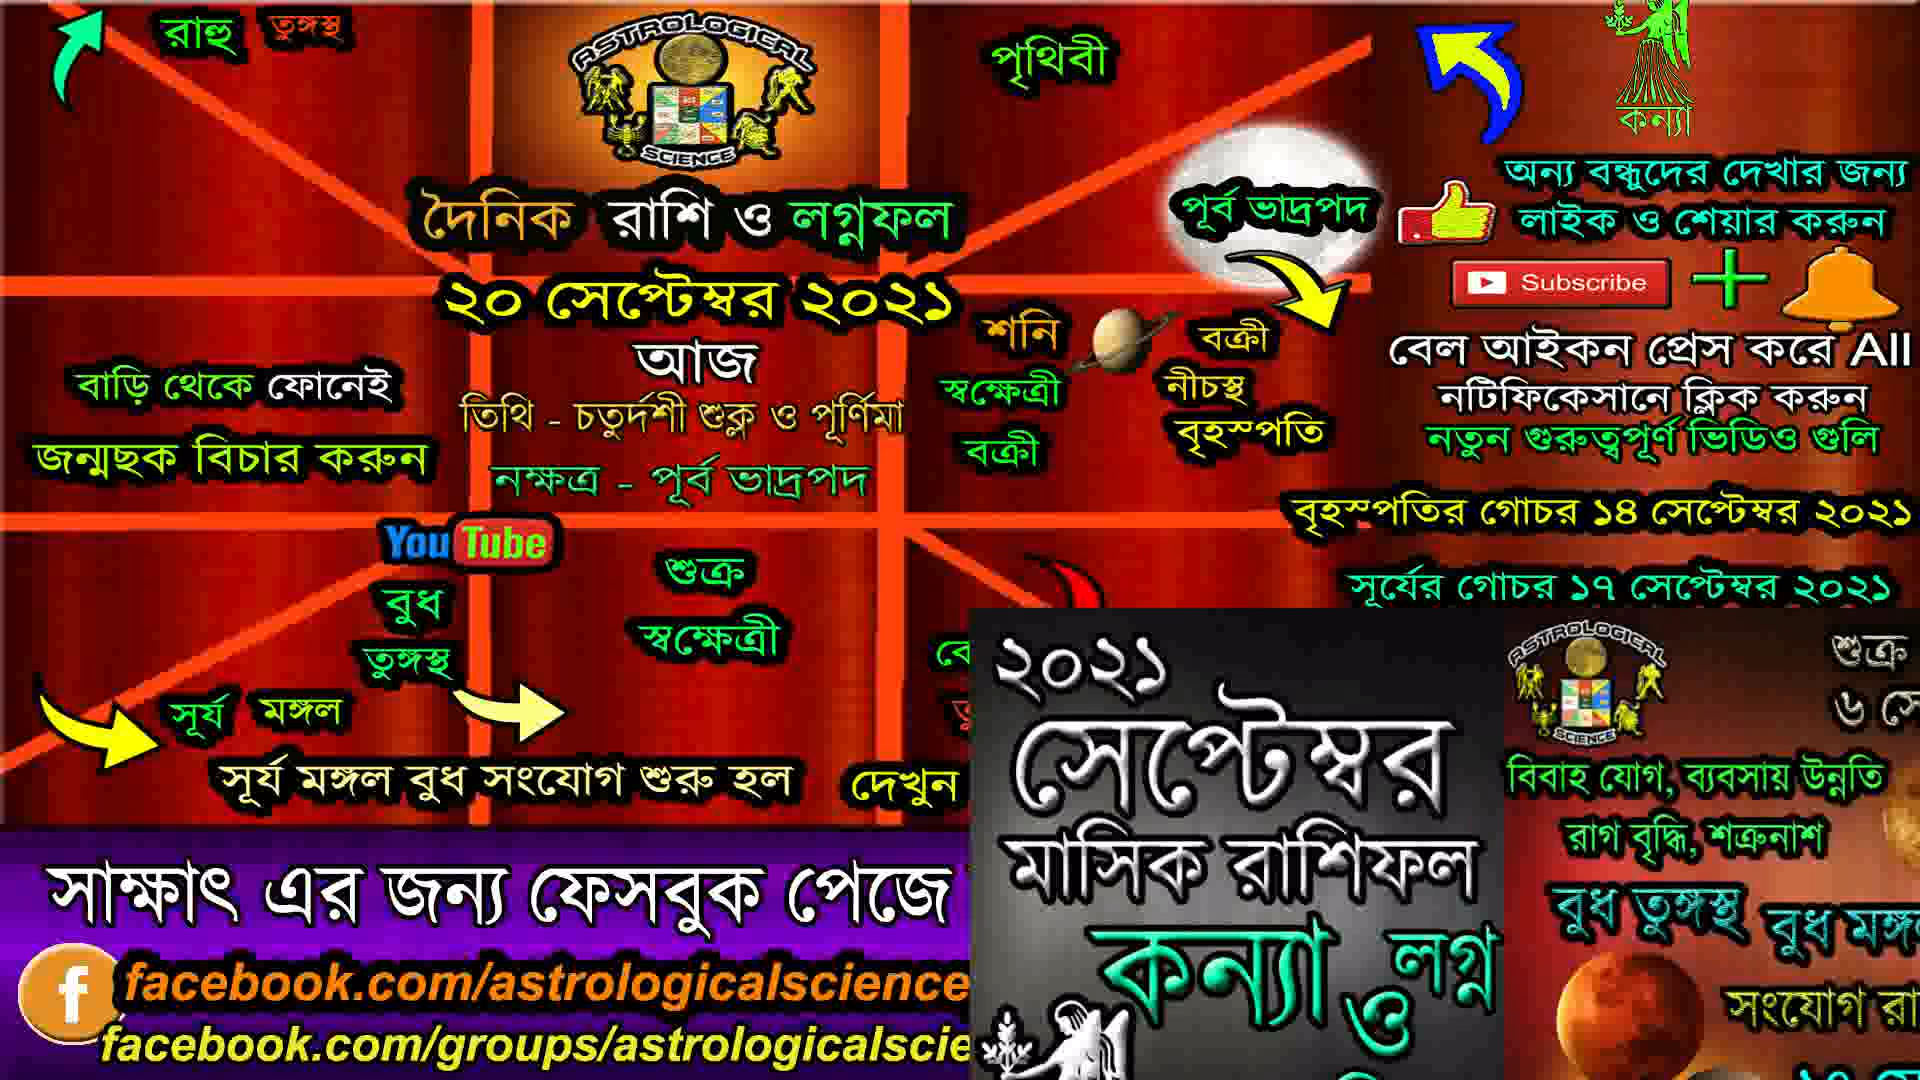 রাহু তুঙ্গস্থ
ASTROLOGICAL SCIENCE
পৃথিবী
কন্যা
দৈনিক রাশি ও লগ্নফল
২০ সেপ্টেম্বর ২০২১
আজ
তিথি - চতুর্দশী শুক্ল ও পূর্ণিমা
নক্ষত্র - পূর্ব ভাদ্রপদ
পূর্ব ভাদ্রপদ
শনি
স্বক্ষেত্রী
বক্রী
বক্রী
নীচস্থ
বৃহস্পতি
অন্য বন্ধুদের দেখার জন্য
লাইক ও শেয়ার করুন
Subscribe
বেল আইকন প্রেস করে All
নটিফিকেসানে ক্লিক করুন
নতুন গুরুত্বপূর্ণ ভিডিও গুলি
বৃহস্পতির গোচর ১৪ সেপ্টেম্বর ২০২১
সূর্যের গোচর ১৭ সেপ্টেম্বর ২০২১
বাড়ি থেকে ফোনেই
জন্মছক বিচার করুন
YouTube
বুধ
তুঙ্গস্থ
শুক্র
স্বক্ষেত্রী
সূর্য মঙ্গল
সূর্য মঙ্গল বুধ সংযোগ শুরু হল
দেখুন
সাক্ষাৎ এর জন্য ফেসবুক পেজে
facebook.com/astrologicalscience
facebook.com/groups/astrologicalscie
২০২১
সেপ্টেম্বর
মাসিক রাশিফল
কন্যা ও লগ্ন
ASTROLOGICAL SCIENCE
শুক্র
৬ সে
বিবাহ যোগ, ব্যবসায় উন্নতি
রাগ বৃদ্ধি, শত্রুনাশ
বুধ তুঙ্গস্থ বুধ মঙ্গল
সংযোগ রা